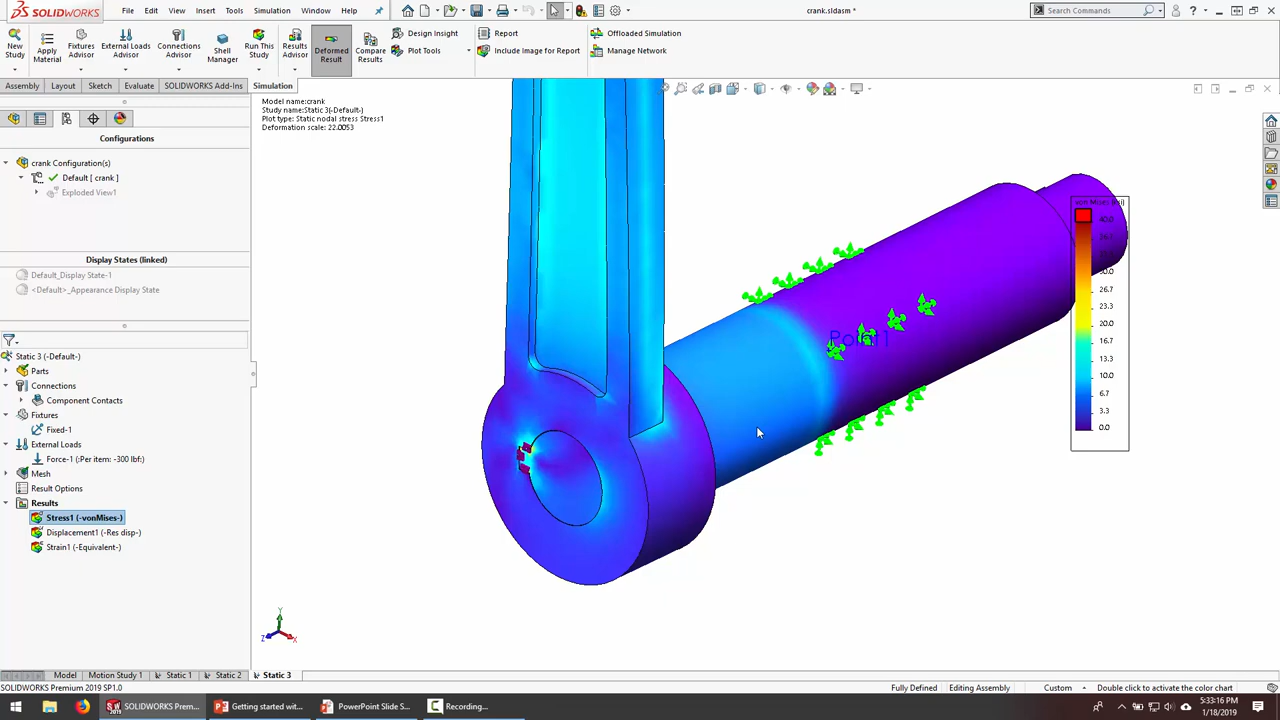 SOLIDWORKS
File Edit View Insert Tools Simulation Window Help
crank.sldasm *
Search Commands
New Study
Apply Material
Fixtures Advisor
External Loads Advisor
Connections Advisor
Shell Manager
Run This Study
Results Advisor
Deformed Result
Compare Results
Design Insight
Plot Tools
Report
Include Image for Report
Offloaded Simulation
Manage Network
Assembly Layout Sketch Evaluate SOLIDWORKS Add-Ins Simulation
Model name:crank
Study name:Static 3(-Default-)
Plot type: Static nodal stress Stress1
Deformation scale: 22.0053
Configurations
crank Configuration(s)
Default [ crank ]
Exploded View1
Display States (linked)
Default_Display State-1
<Default>_Appearance Display State
Static 3 (-Default-)
Parts
Connections
Component Contacts
Fixtures
Fixed-1
External Loads
Force-1 (:Per item: -300 lbf:)
Mesh
Result Options
Results
Stress1 (-vonMises-)
Displacement1 (-Res disp-)
Strain1 (-Equivalent-)
von Mises
40.0
30.0
26.7
23.3
20.0
16.7
10.0
6.7
3.3
0.0
Y
Z
X
Model Motion Study 1 Static 1 Static 2 Static 3
SOLIDWORKS Premium 2019 SP1.0
Fully Defined Editing Assembly Custom Double click to activate the color chart
SOLIDWORKS Prem... Getting started wit... PowerPoint Slide S... Recording...
5:33:16 PM
1/18/2019